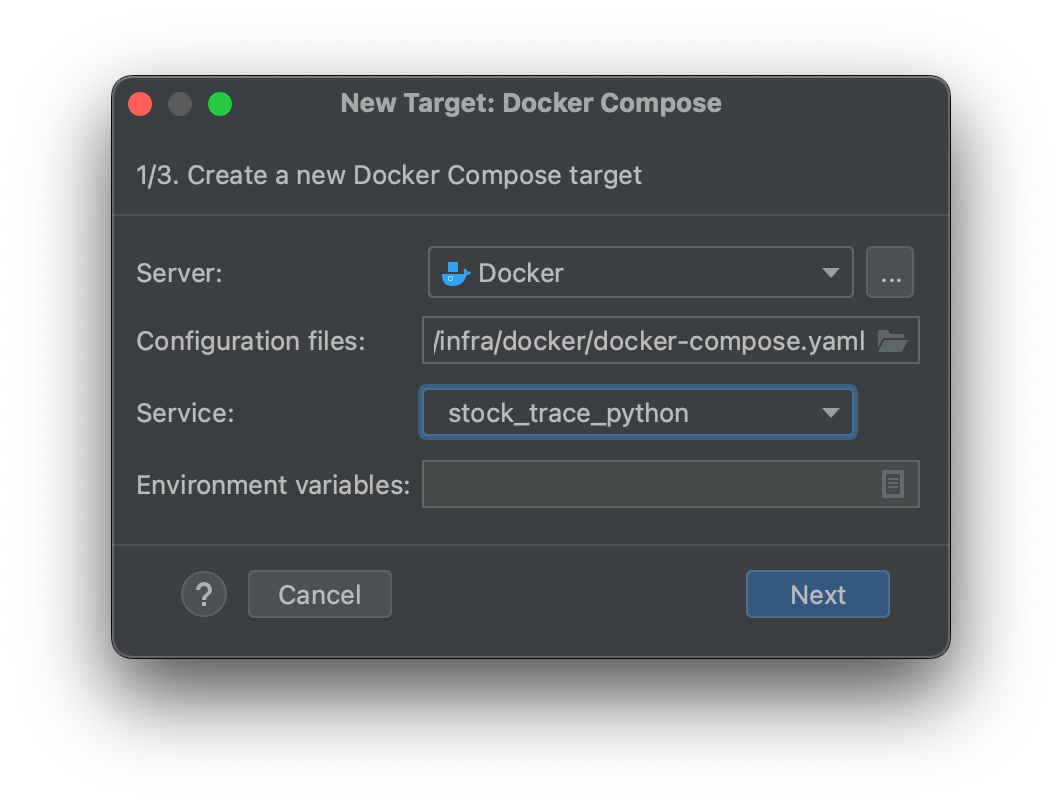 New Target: Docker Compose
1/3. Create a new Docker Compose target
Server: Docker ...
Configuration files: /infra/docker/docker-compose.yaml
Service: stock_trace_python
Environment variables:
? Cancel Next